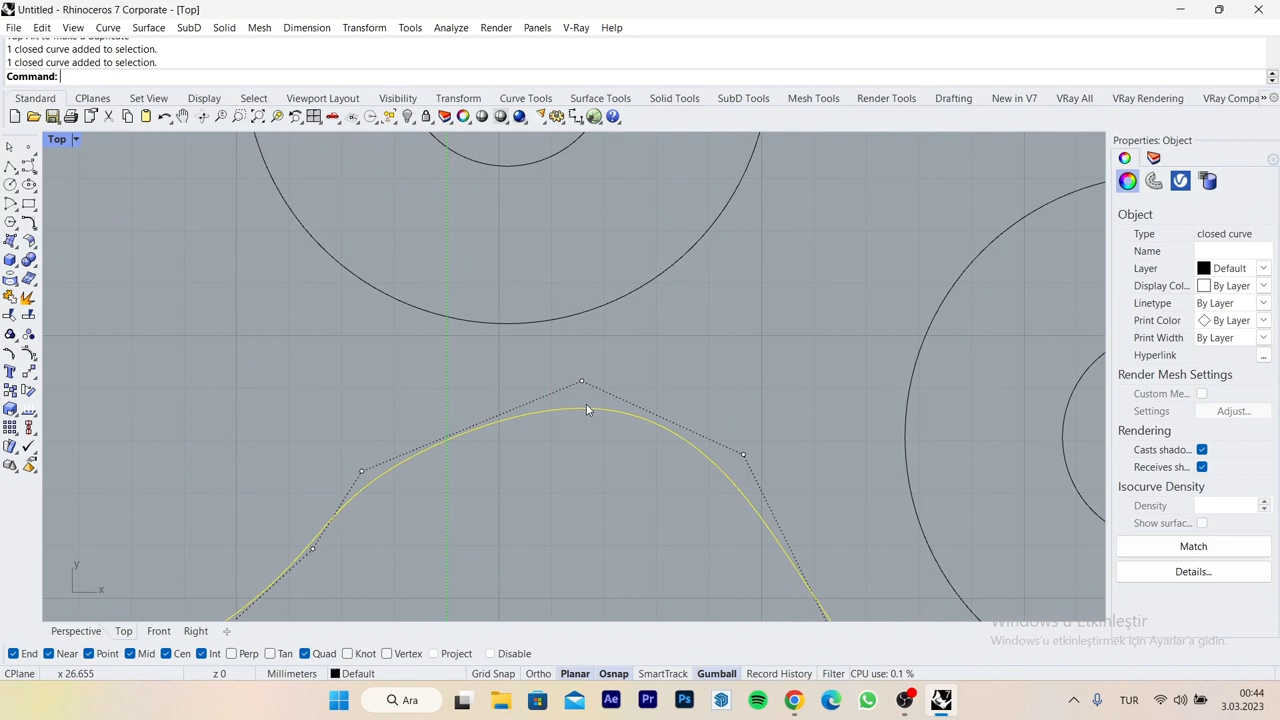 Untitled - Rhinoceros 7 Corporate - [Top]
File Edit View Curve Surface SubD Solid Mesh Dimension Transform Tools Analyze Render Panels V-Ray Help
1 closed curve added to selection.
1 closed curve added to selection.
Command:
Standard CPlanes Set View Display Select Viewport Layout Visibility Transform Curve Tools Surface Tools Solid Tools SubD Tools Mesh Tools Render Tools Drafting New in V7 VRay All VRay Rendering VRay Compa
Top
Properties: Object
Object
Type closed curve
Name
Layer Default
Display Col... By Layer
Linetype By Layer
Print Color By Layer
Print Width By Layer
Hyperlink ...
Render Mesh Settings
Custom Me...
Settings Adjust...
Rendering
Casts shado...
Receives sh...
Isocurve Density
Density
Show surfac...
Match
Details...
y
x
Windows'u Etkinleştir
Windows'u etkinleştirmek için Ayarlar'a gidin.
Perspective Top Front Right
End Near Point Mid Cen Int Perp Tan Quad Knot Vertex Project Disable
CPlane x 26.655 z 0 Millimeters Default Grid Snap Ortho Planar Osnap SmartTrack Gumball Record History Filter CPU use: 0.1 %
Ara Ae Pr Ps TUR
00:44
3.03.2023